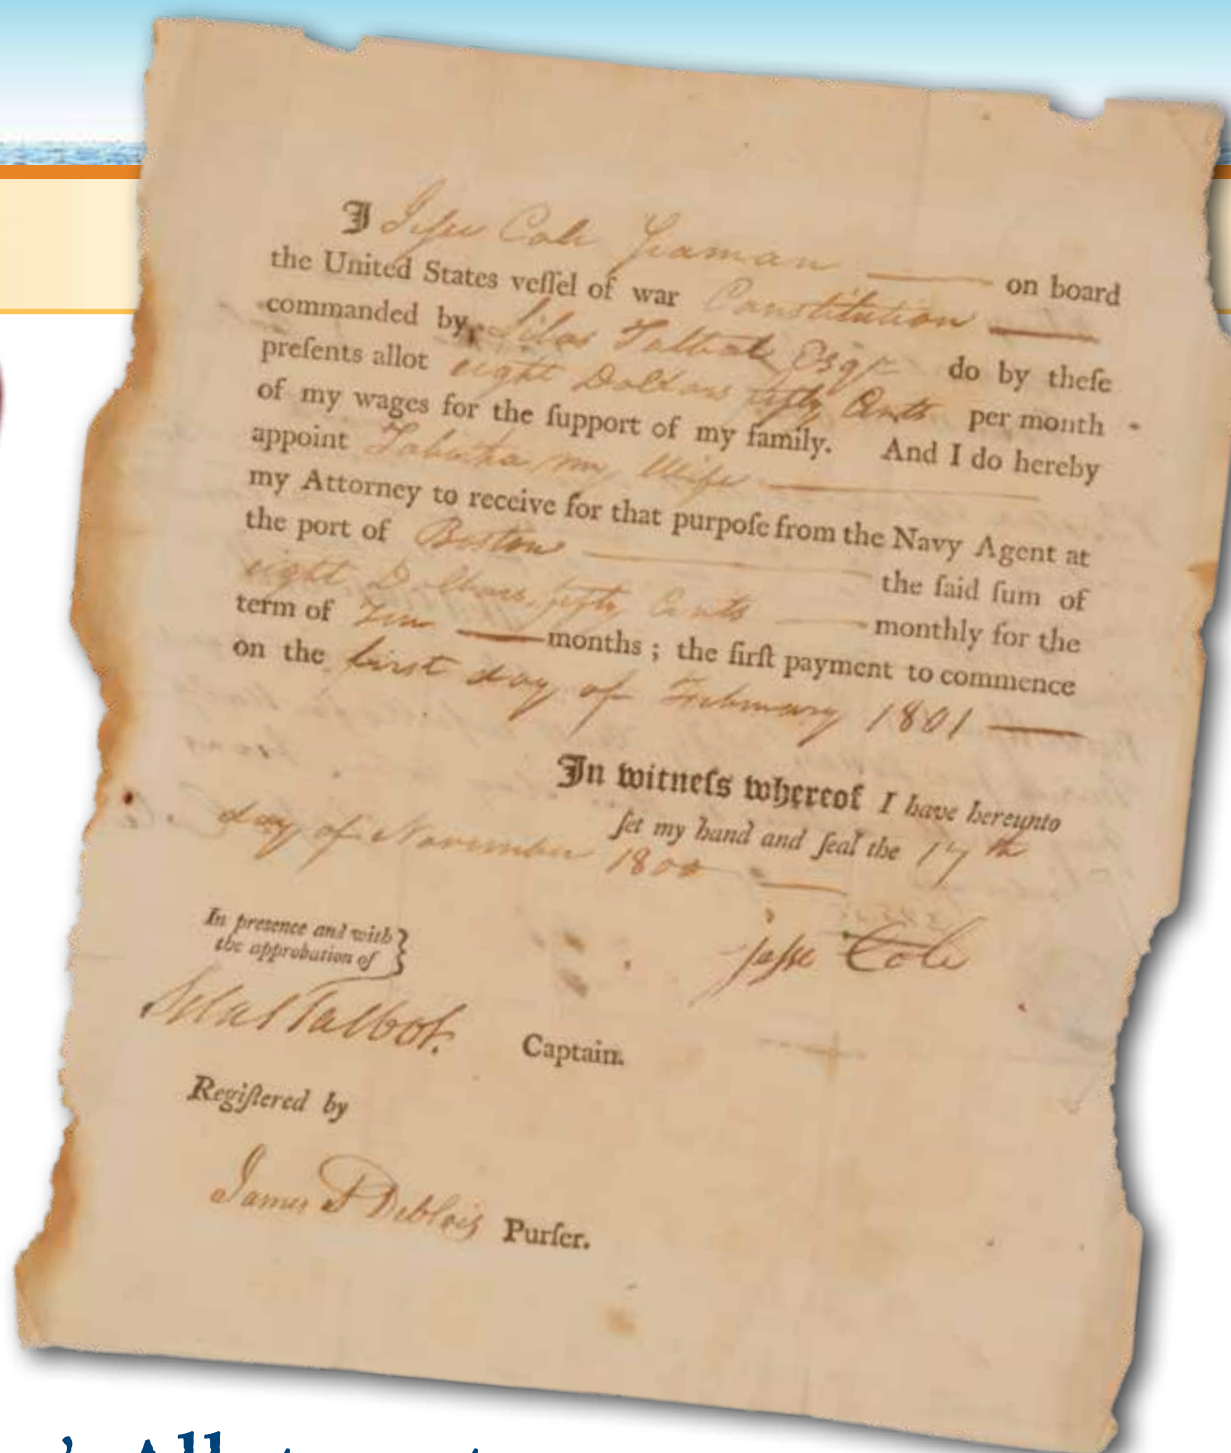 I Jesse Cole Seaman on board
the United States veſſel of war Constitution
commanded by Silas Talbot Esqr do by theſe
preſents allot eight Dollars fifty Cents per month
of my wages for the ſupport of my family. And I do hereby
appoint Tabitha my Wife
my Attorney to receive for that purpoſe from the Navy Agent at
the port of Boston the ſaid ſum of
eight Dollars, fifty Cents monthly for the
term of months ; the firſt payment to commence
on the first day of February 1801
In witneſs whereof I have hereunto
ſet my hand and ſeal the 17th
day of November 1800
In presence and with
the approbation of
Jesse Cole
Silas Talbot. Captain.
Regiſtered by
James Deblois Purſer.